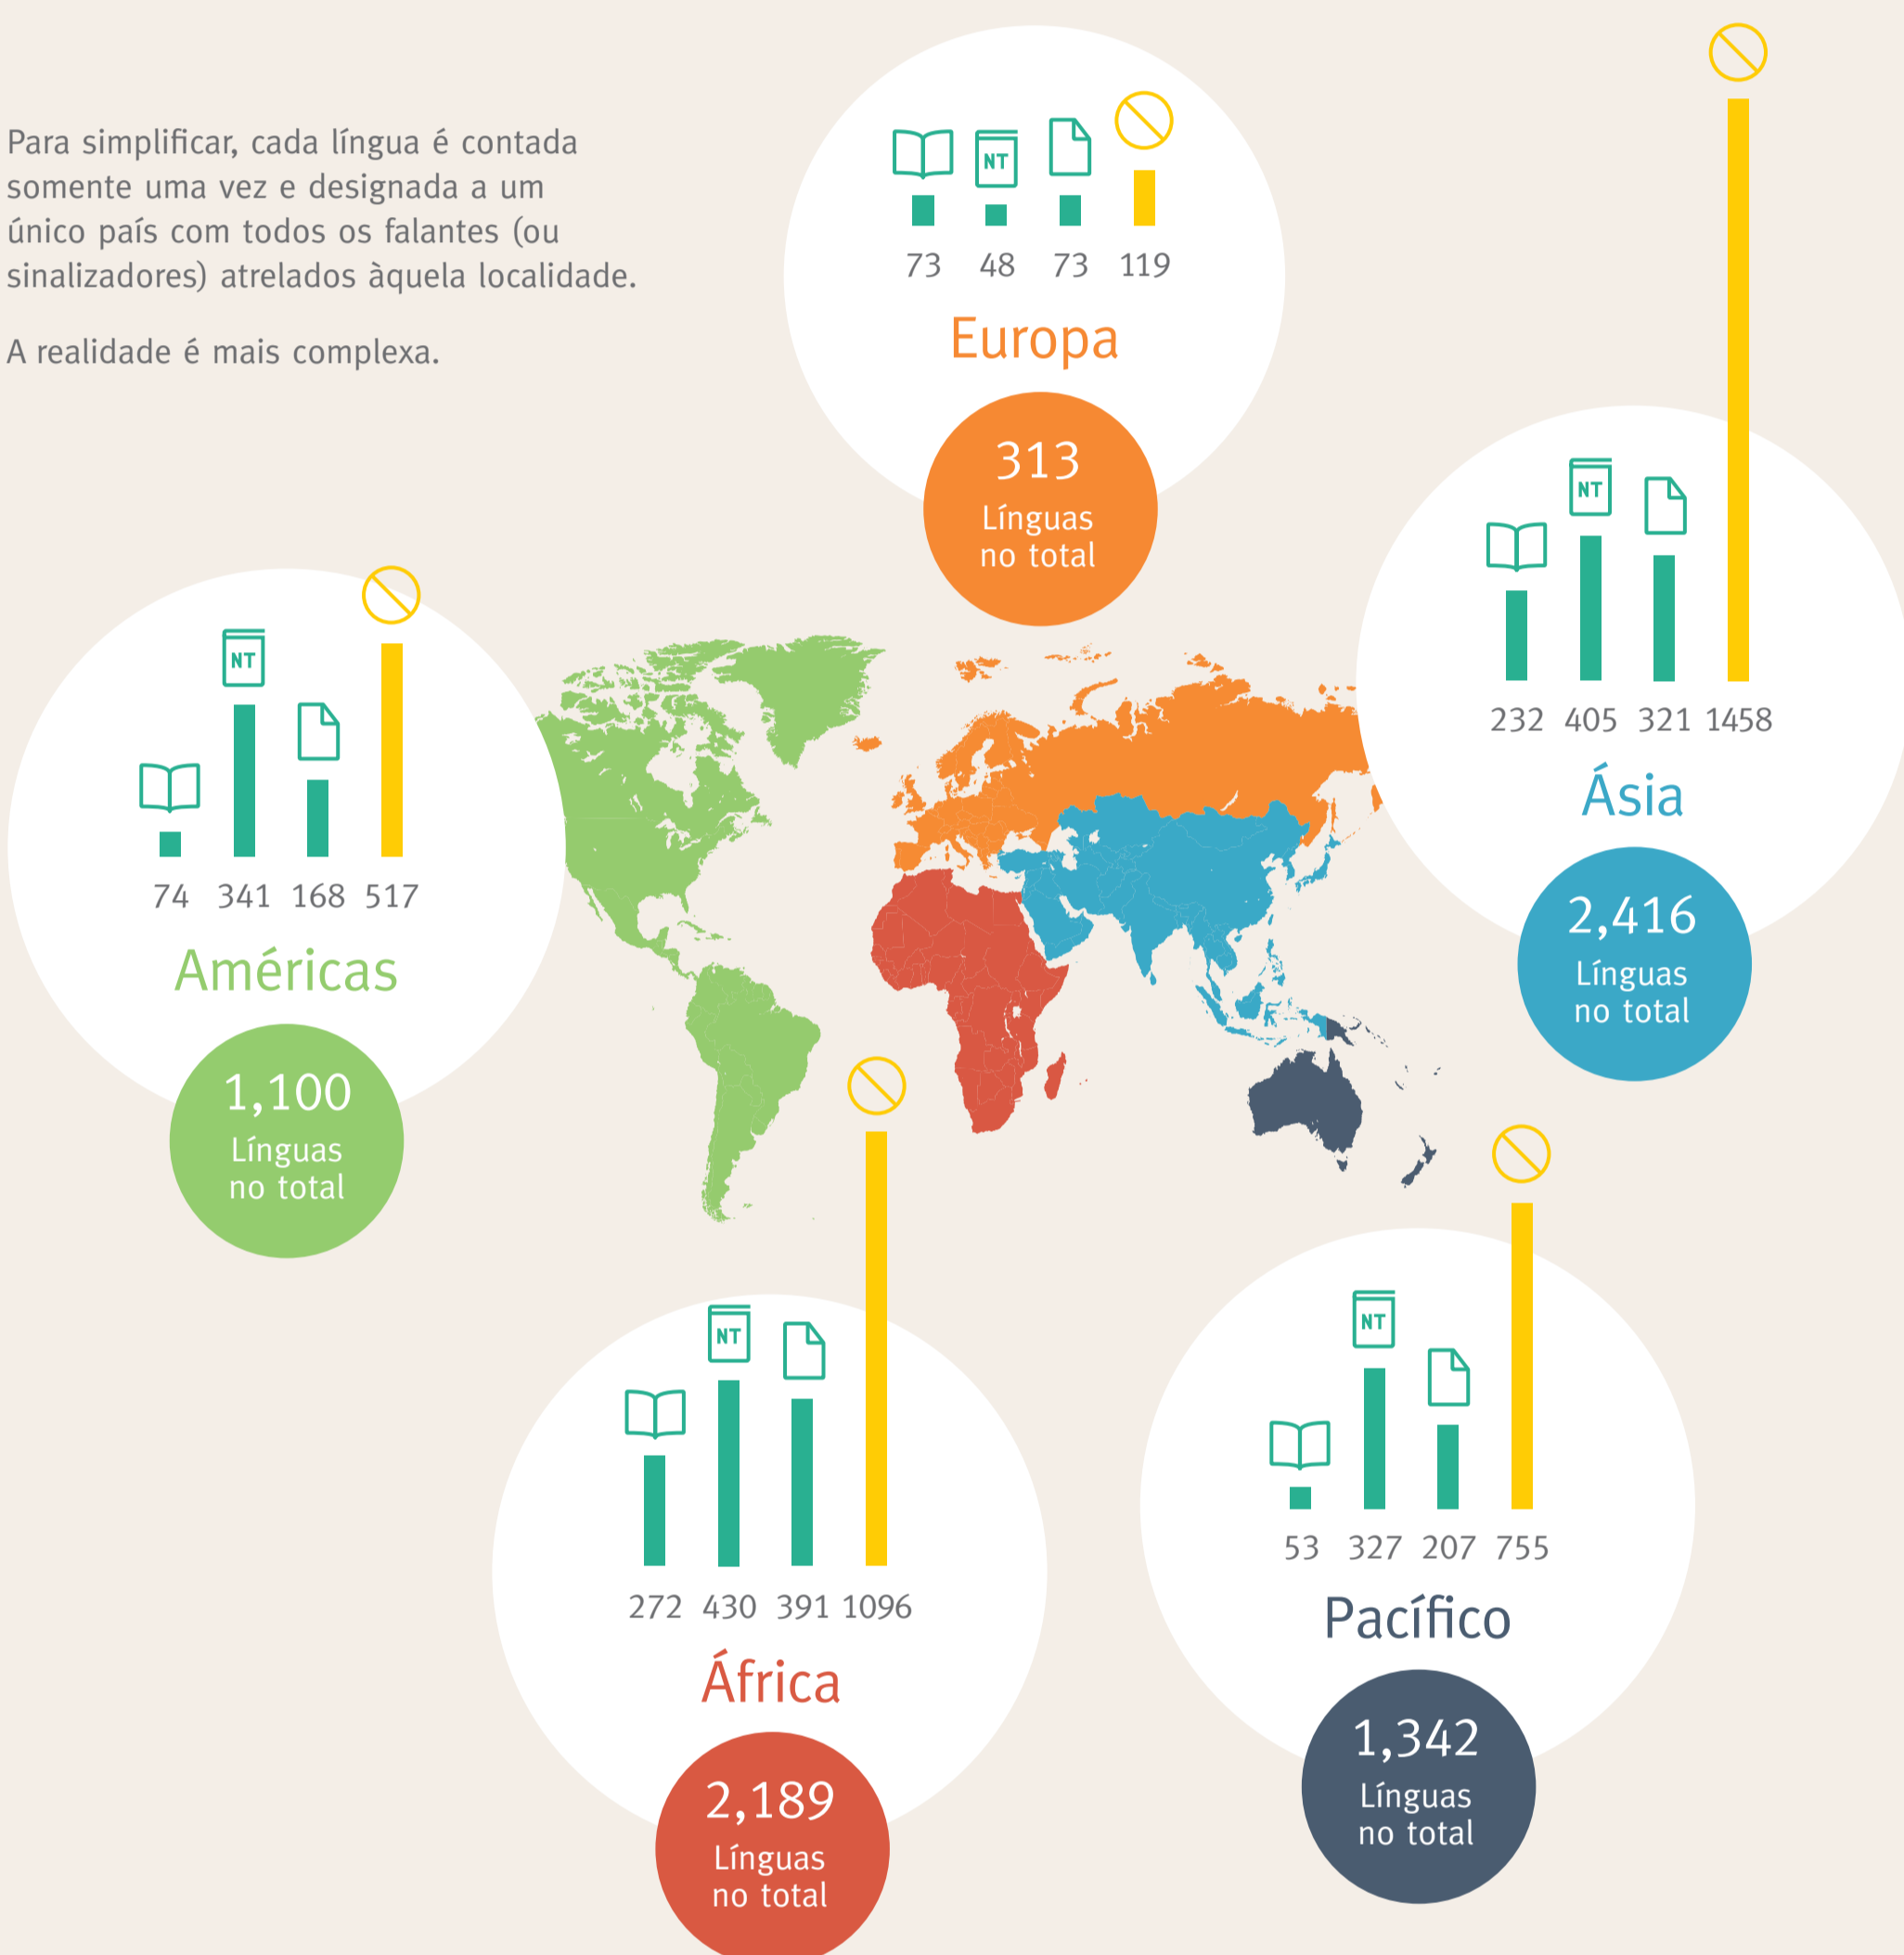 Para simplificar, cada língua é contada
somente uma vez e designada a um
único país com todos os falantes (ou
sinalizadores) atrelados àquela localidade.
A realidade é mais complexa.
NT
73 48 73 119
Europa
313
Línguas
no total
NT
232 405 321 1458
Ásia
2,416
Línguas
no total
NT
74 341 168 517
Américas
1,100
Línguas
no total
NT
272 430 391 1096
África
2,189
Línguas
no total
NT
53 327 207 755
Pacífico
1,342
Línguas
no total